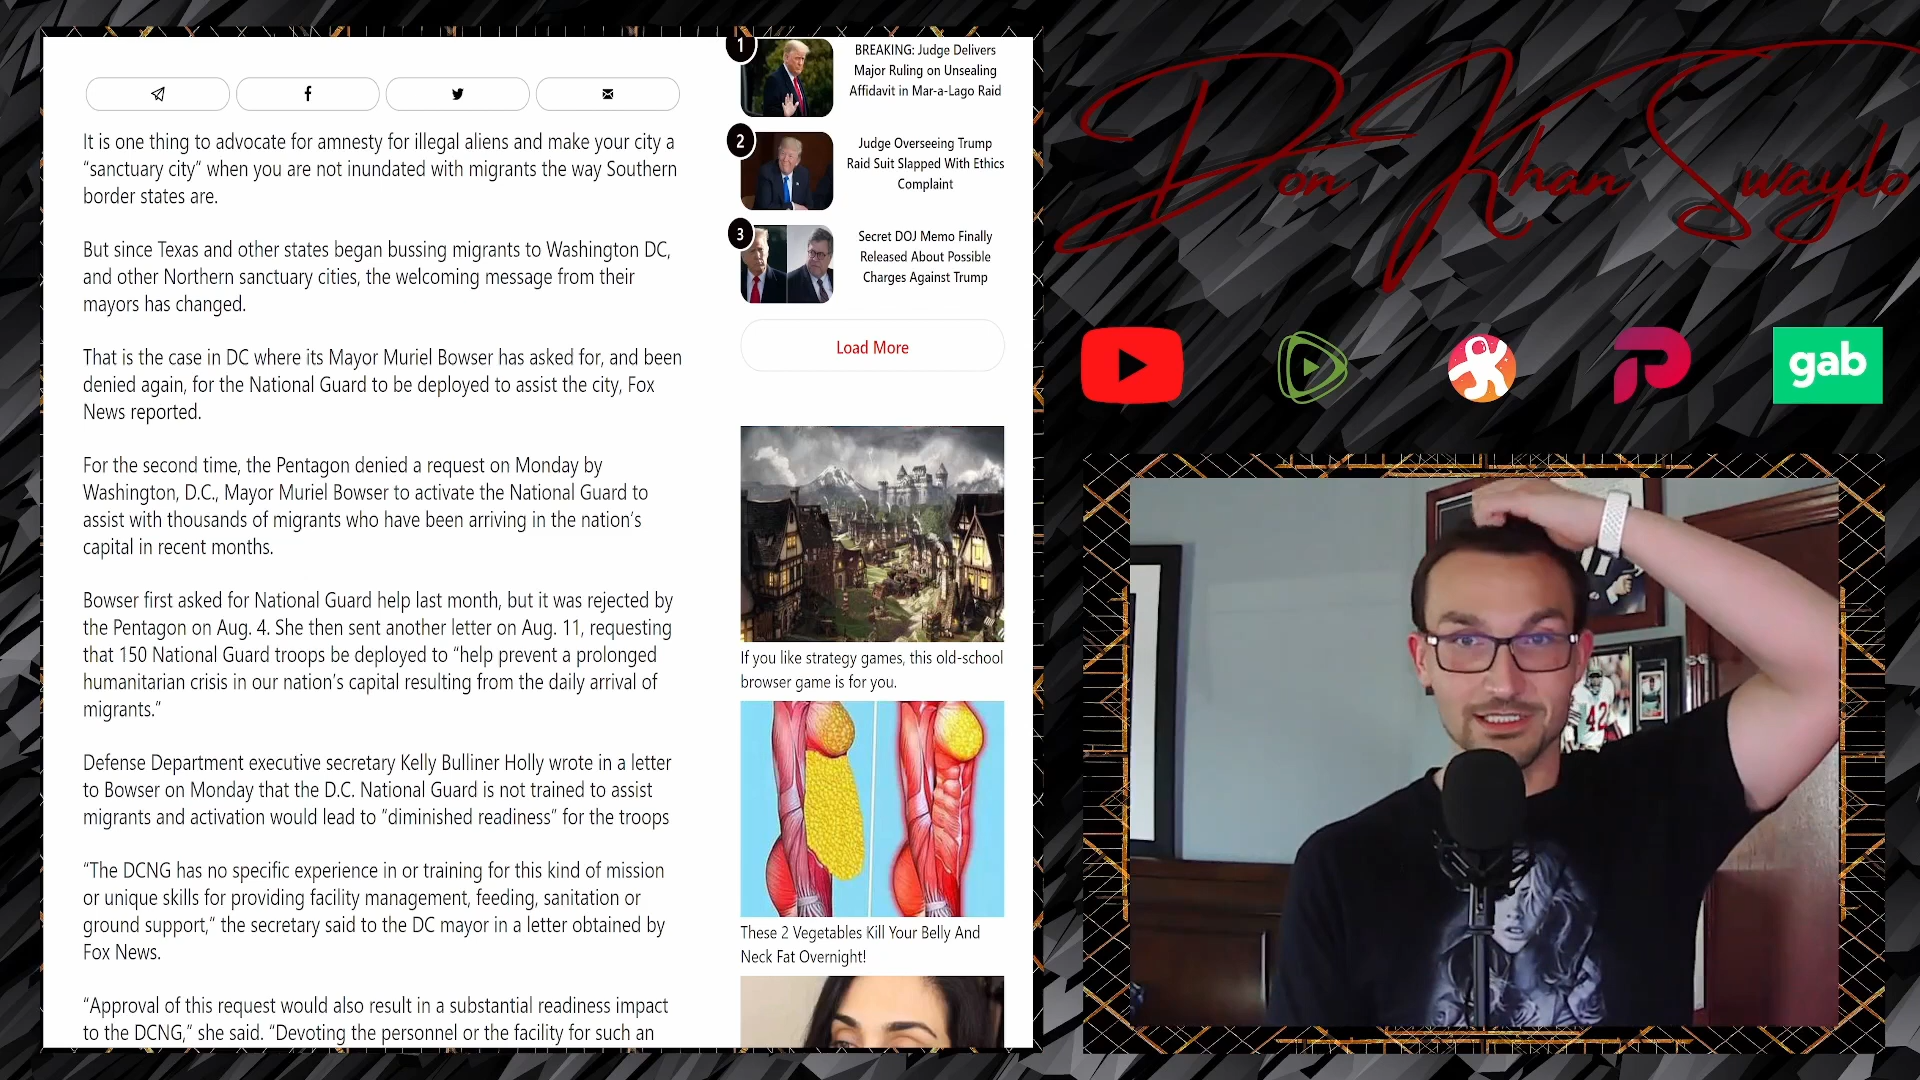 It is one thing to advocate for amnesty for illegal aliens and make your city a
“sanctuary city” when you are not inundated with migrants the way Southern
border states are.
But since Texas and other states began bussing migrants to Washington DC,
and other Northern sanctuary cities, the welcoming message from their
mayors has changed.
That is the case in DC where its Mayor Muriel Bowser has asked for, and been
denied again, for the National Guard to be deployed to assist the city, Fox
News reported.
For the second time, the Pentagon denied a request on Monday by
Washington, D.C., Mayor Muriel Bowser to activate the National Guard to
assist with thousands of migrants who have been arriving in the nation’s
capital in recent months.
Bowser first asked for National Guard help last month, but it was rejected by
the Pentagon on Aug. 4. She then sent another letter on Aug. 11, requesting
that 150 National Guard troops be deployed to “help prevent a prolonged
humanitarian crisis in our nation’s capital resulting from the daily arrival of
migrants.”
Defense Department executive secretary Kelly Bulliner Holly wrote in a letter
to Bowser on Monday that the D.C. National Guard is not trained to assist
migrants and activation would lead to “diminished readiness” for the troops
“The DCNG has no specific experience in or training for this kind of mission
or unique skills for providing facility management, feeding, sanitation or
ground support,” the secretary said to the DC mayor in a letter obtained by
Fox News.
“Approval of this request would also result in a substantial readiness impact
to the DCNG,” she said. “Devoting the personnel or the facility for such an
1
BREAKING: Judge Delivers
Major Ruling on Unsealing
Affidavit in Mar-a-Lago Raid
2
Judge Overseeing Trump
Raid Suit Slapped With Ethics
Complaint
3
Secret DOJ Memo Finally
Released About Possible
Charges Against Trump
Load More
If you like strategy games, this old-school
browser game is for you.
These 2 Vegetables Kill Your Belly And
Neck Fat Overnight!
Don Khan Swaylo
gab
42